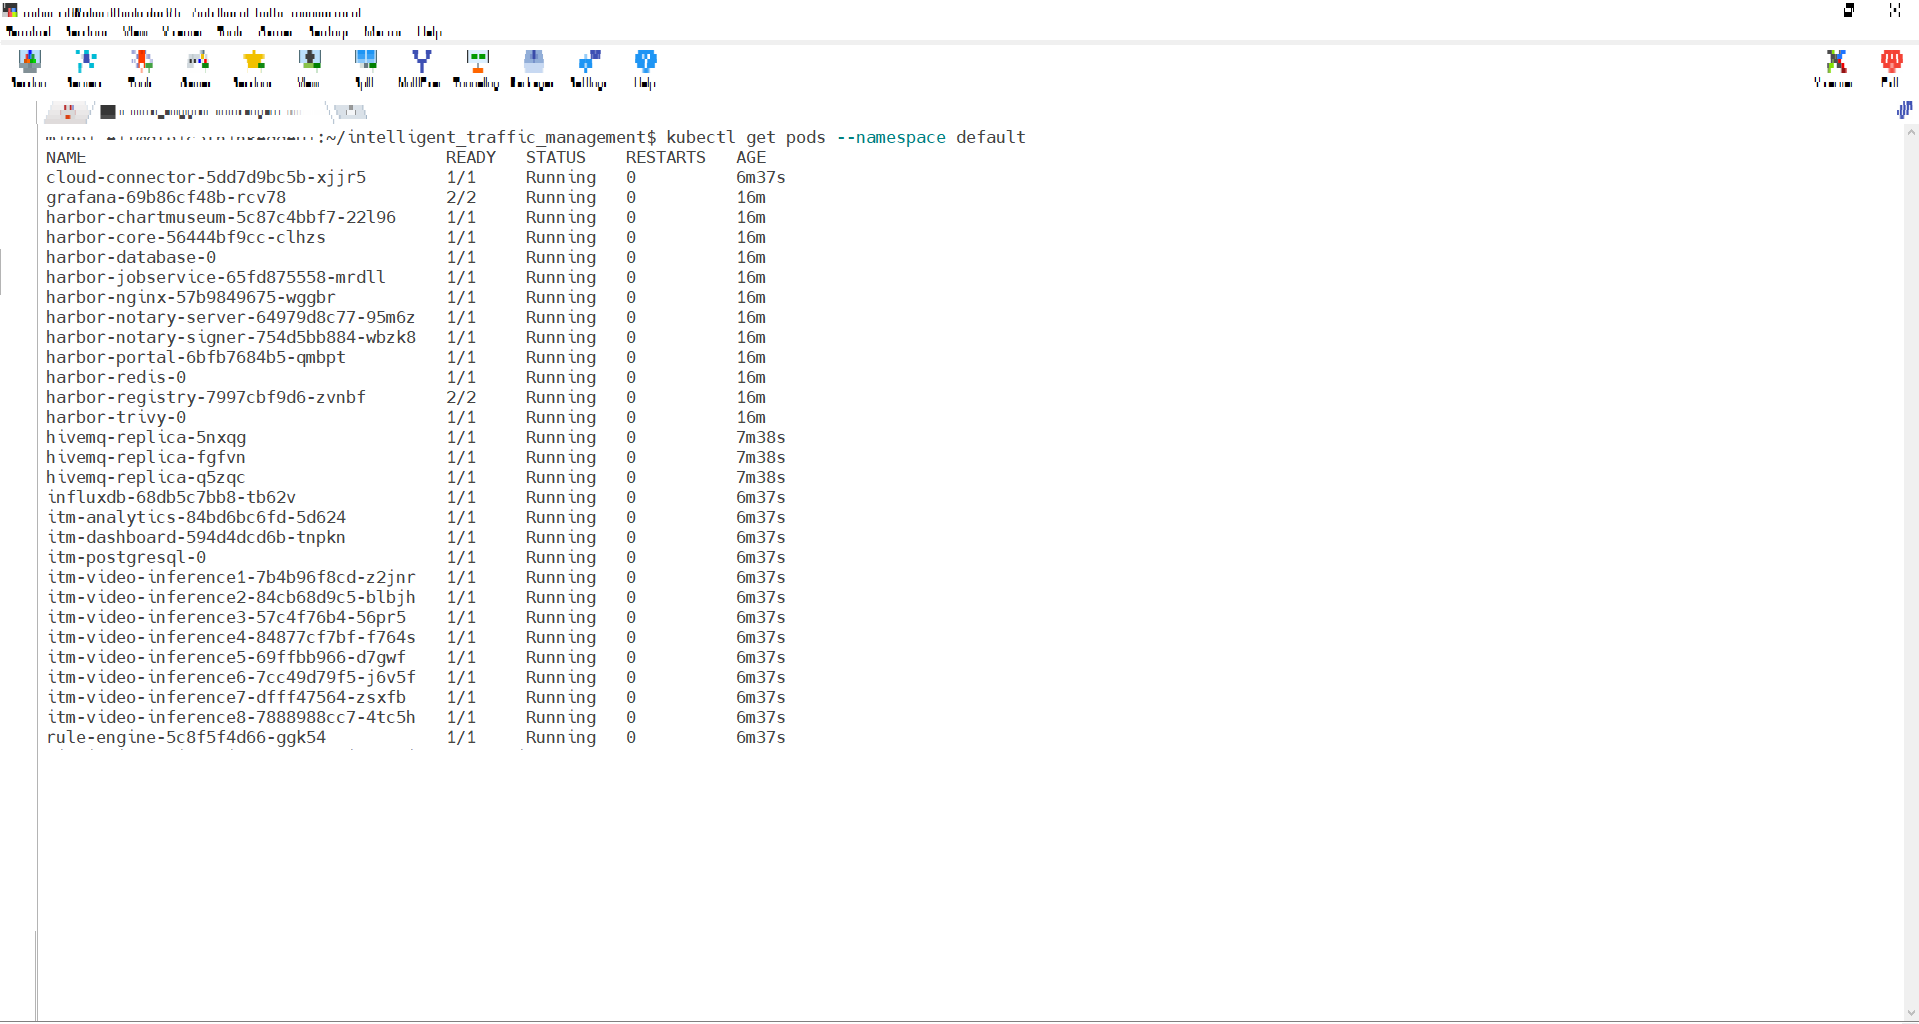 :~/intelligent_traffic_management$ kubectl get pods --namespace default
NAME READY STATUS RESTARTS AGE
cloud-connector-5dd7d9bc5b-xjjr5 1/1 Running 0 6m37s
grafana-69b86cf48b-rcv78 2/2 Running 0 16m
harbor-chartmuseum-5c87c4bbf7-22l96 1/1 Running 0 16m
harbor-core-56444bf9cc-clhzs 1/1 Running 0 16m
harbor-database-0 1/1 Running 0 16m
harbor-jobservice-65fd875558-mrdll 1/1 Running 0 16m
harbor-nginx-57b9849675-wggbr 1/1 Running 0 16m
harbor-notary-server-64979d8c77-95m6z 1/1 Running 0 16m
harbor-notary-signer-754d5bb884-wbzk8 1/1 Running 0 16m
harbor-portal-6bfb7684b5-qmbpt 1/1 Running 0 16m
harbor-redis-0 1/1 Running 0 16m
harbor-registry-7997cbf9d6-zvnbf 2/2 Running 0 16m
harbor-trivy-0 1/1 Running 0 16m
hivemq-replica-5nxqg 1/1 Running 0 7m38s
hivemq-replica-fgfvn 1/1 Running 0 7m38s
hivemq-replica-q5zqc 1/1 Running 0 7m38s
influxdb-68db5c7bb8-tb62v 1/1 Running 0 6m37s
itm-analytics-84bd6bc6fd-5d624 1/1 Running 0 6m37s
itm-dashboard-594d4dcd6b-tnpkn 1/1 Running 0 6m37s
itm-postgresql-0 1/1 Running 0 6m37s
itm-video-inference1-7b4b96f8cd-z2jnr 1/1 Running 0 6m37s
itm-video-inference2-84cb68d9c5-blbjh 1/1 Running 0 6m37s
itm-video-inference3-57c4f76b4-56pr5 1/1 Running 0 6m37s
itm-video-inference4-84877cf7bf-f764s 1/1 Running 0 6m37s
itm-video-inference5-69ffbb966-d7gwf 1/1 Running 0 6m37s
itm-video-inference6-7cc49d79f5-j6v5f 1/1 Running 0 6m37s
itm-video-inference7-dfff47564-zsxfb 1/1 Running 0 6m37s
itm-video-inference8-7888988cc7-4tc5h 1/1 Running 0 6m37s
rule-engine-5c8f5f4d66-ggk54 1/1 Running 0 6m37s